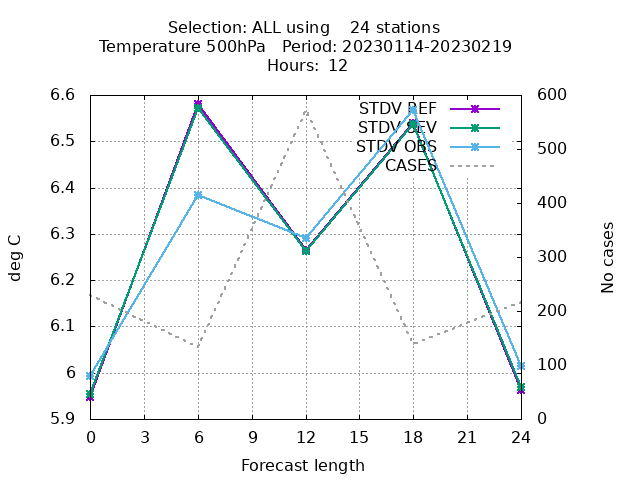 Selection: ALL using    24 stations
Temperature 500hPa   Period: 20230114-20230219
Hours: 12
6.6
6.5
6.4
6.3
6.2
6.1
6
5.9
600
500
400
300
200
100
0
STDV REF
STDV DEV
STDV OBS
CASES
deg C
No cases
0 3 6 9 12 15 18 21 24
Forecast length